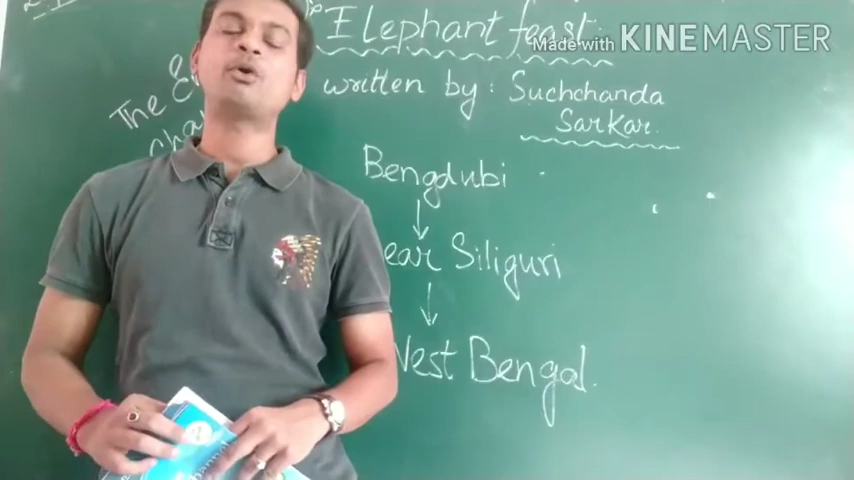 Elephant feast
Made with KINEMASTER
written by: Suchchanda
Sarkar.
The
Bengdubi
ear Siliguri
West Bengal.